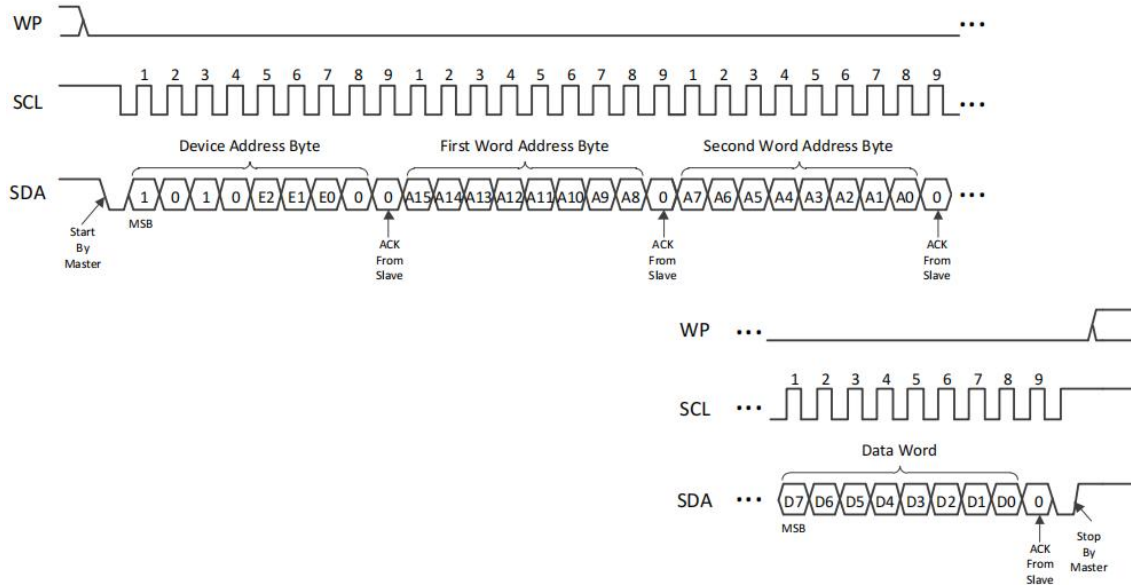 WP ...
1 2 3 4 5 6 7 8 9 1 2 3 4 5 6 7 8 9 1 2 3 4 5 6 7 8 9
SCL ...
Device Address Byte First Word Address Byte Second Word Address Byte
SDA 1 0 1 0 E2 E1 E0 0 0 A15 A14 A13 A12 A11 A10 A9 A8 0 A7 A6 A5 A4 A3 A2 A1 A0 0 ...
MSB
Start
By
Master
ACK
From
Slave
ACK
From
Slave
ACK
From
Slave
WP ...
1 2 3 4 5 6 7 8 9
SCL ...
Data Word
SDA ... D7 D6 D5 D4 D3 D2 D1 D0 0
MSB
ACK
From
Slave
Stop
By
Master